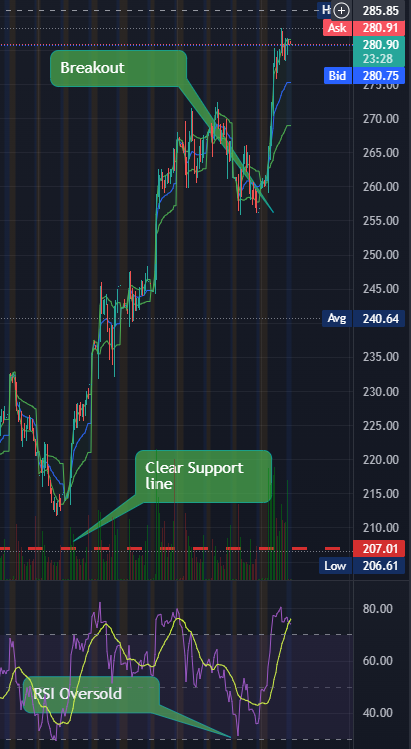 H 285.85
Ask 280.91
280.90
23:28
Bid 280.75
275.00
Breakout
270.00
265.00
260.00
255.00
250.00
245.00
Avg 240.64
235.00
230.00
225.00
220.00
Clear Support
line
215.00
210.00
207.01
Low 206.61
80.00
60.00
RSI Oversold
40.00